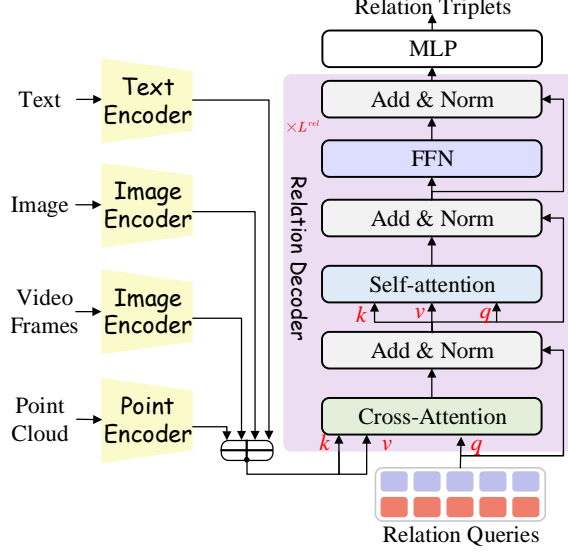 Relation Triplets
MLP
Add & Norm
×L^rel
FFN
Add & Norm
Self-attention
k
v
q
Add & Norm
Cross-Attention
k
v
q
Relation Decoder
Relation Queries
Text
Text
Encoder
Image
Image
Encoder
Video
Frames
Image
Encoder
Point
Cloud
Point
Encoder